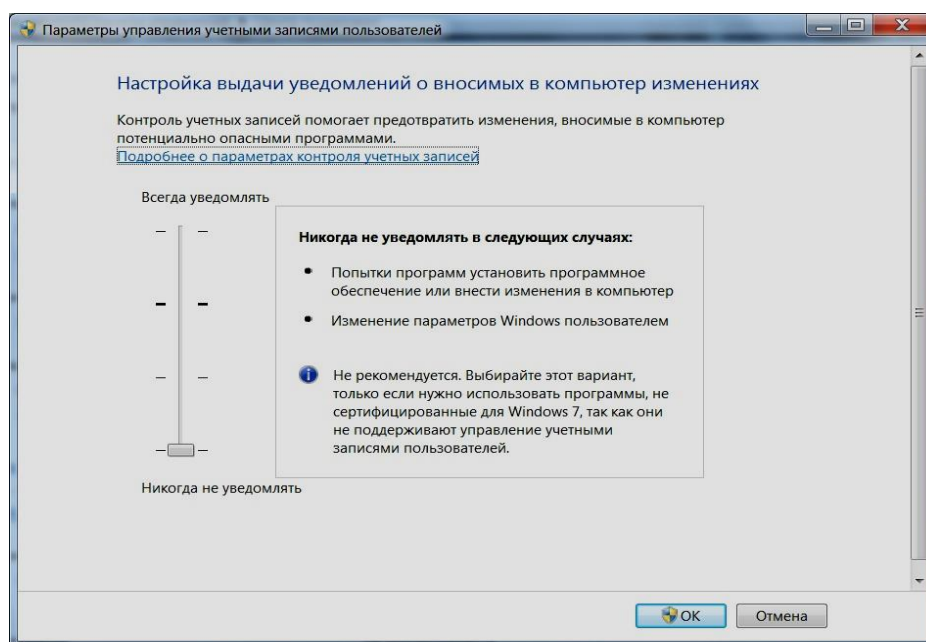 Параметры управления учетными записями пользователей
Настройка выдачи уведомлений о вносимых в компьютер изменениях
Контроль учетных записей помогает предотвратить изменения, вносимые в компьютер
потенциально опасными программами.
Подробнее о параметрах контроля учетных записей
Всегда уведомлять
Никогда не уведомлять в следующих случаях:
Попытки программ установить программное
обеспечение или внести изменения в компьютер
Изменение параметров Windows пользователем
Не рекомендуется. Выбирайте этот вариант,
только если нужно использовать программы, не
сертифицированные для Windows 7, так как они
не поддерживают управление учетными
записями пользователей.
Никогда не уведомлять
ОК
Отмена